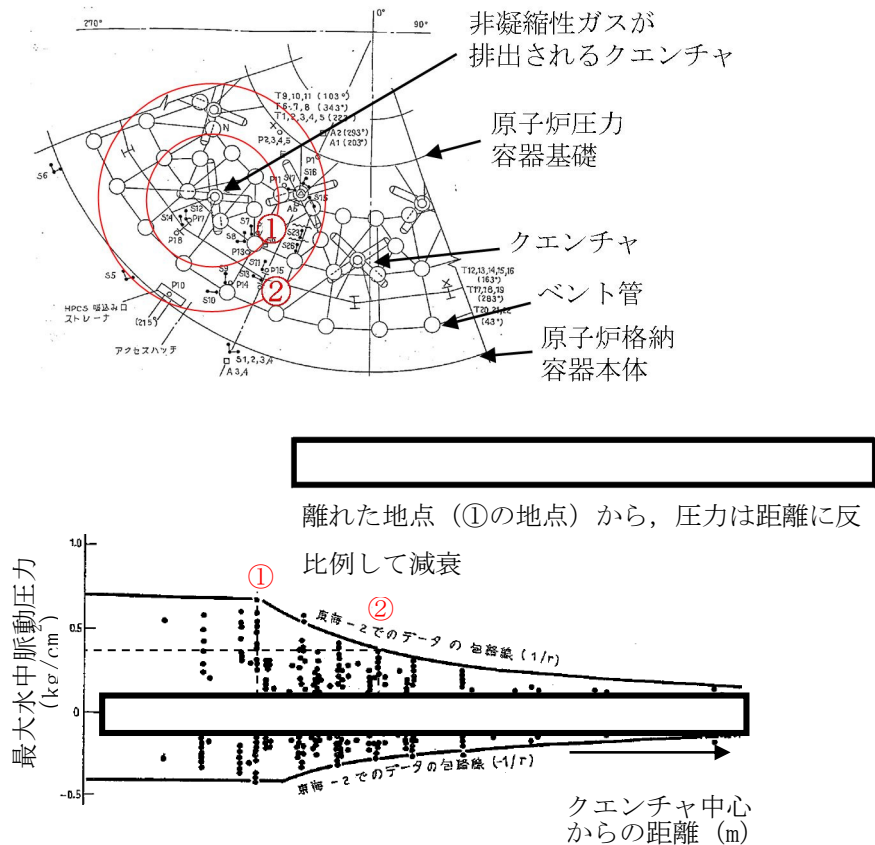 270°
0°
90°
非凝縮性ガスが
排出されるクエンチャ
T9,10,11 (103°)
T6,7,8 (343°)
T1,2,3,4,5 (223°)
A2(293°)
A1(203°)
P2,3,4,5
N
原子炉圧力
容器基礎
S6
P11
S17
S16
P1
S15
S12
S14
P17
P18
S7
S8
P13
①
S23
S26
クエンチャ
S11
S13
P15
S9
P14
S10
②
S5
P10
T12,13,14,15,16
(163°)
T17,18,19
(283°)
T20,21,22
(43°)
ベント管
HPCS 吸込み口
ストレーナ
(215°)
アクセスハッチ
S1,2,3,4
A3,4
原子炉格納
容器本体
離れた地点（①の地点）から，圧力は距離に反
比例して減衰
最大水中脈動圧力
(kg/cm²)
1.0
0.5
0
-0.5
①
②
東海-2でのデータの包絡線(1/r)
東海-2でのデータの包絡線(-1/r)
クエンチャ中心
からの距離（m）